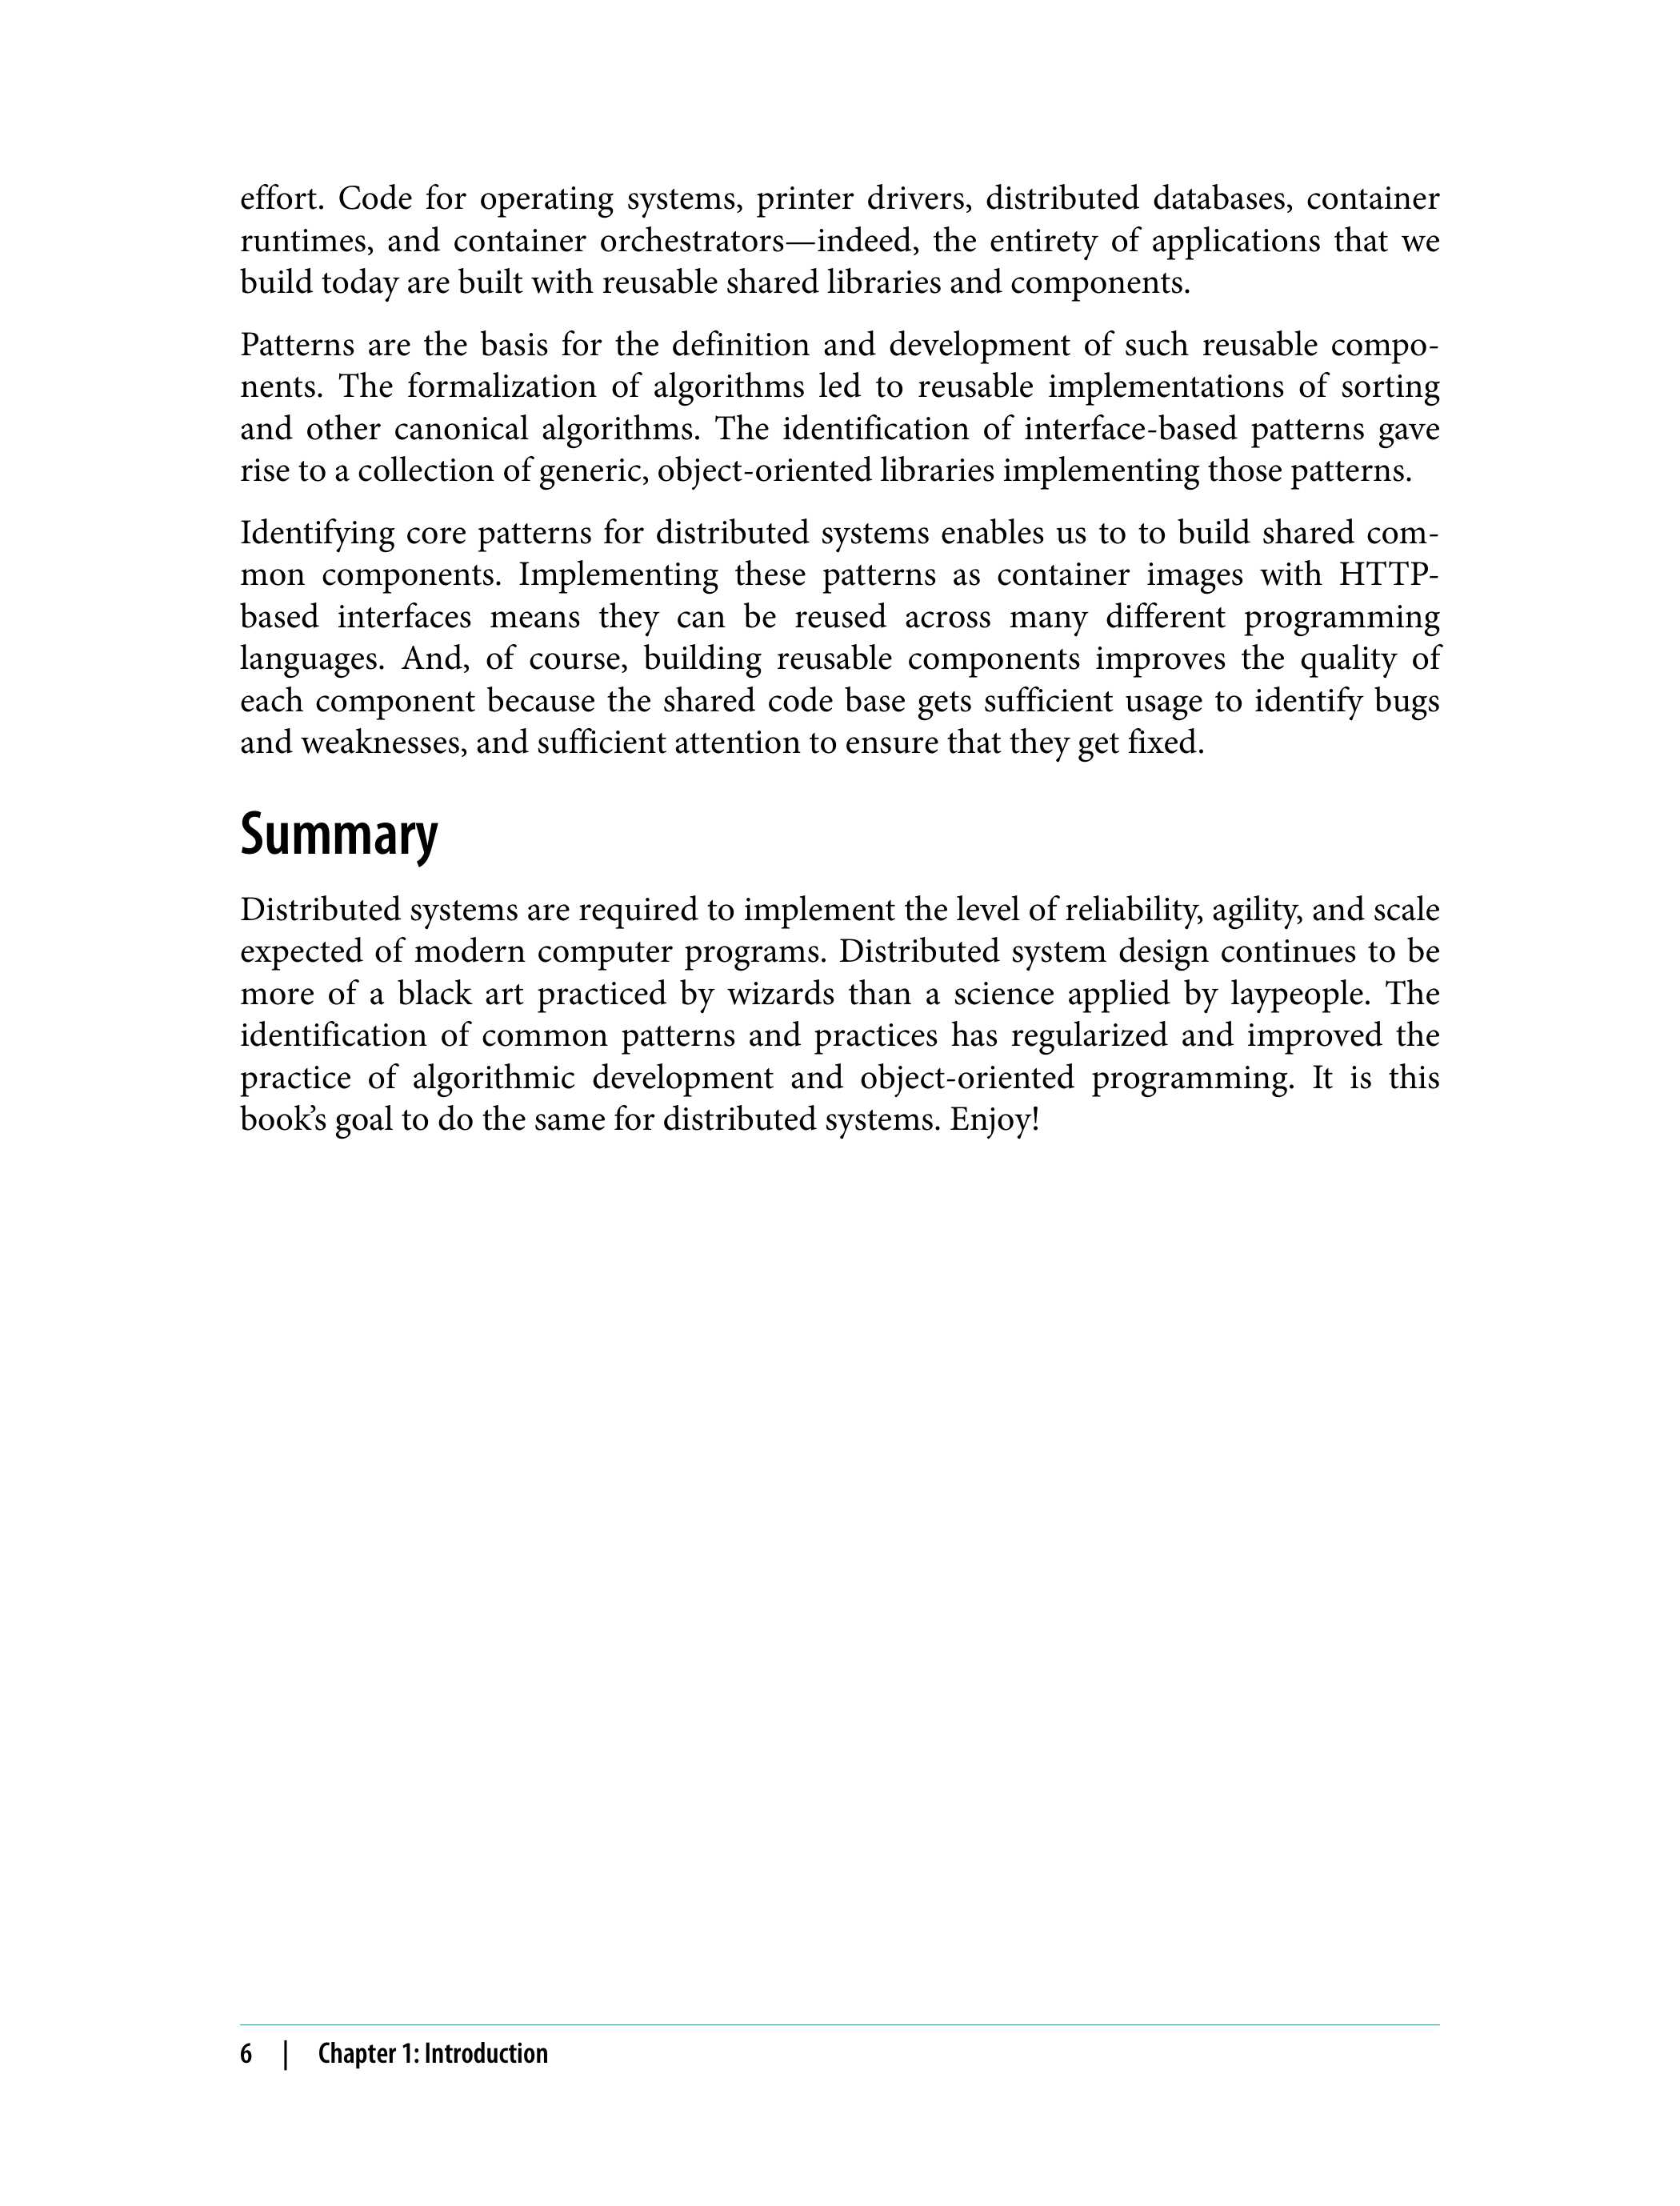 effort. Code for operating systems, printer drivers, distributed databases, container
runtimes, and container orchestrators—indeed, the entirety of applications that we
build today are built with reusable shared libraries and components.
Patterns are the basis for the definition and development of such reusable compo-
nents. The formalization of algorithms led to reusable implementations of sorting
and other canonical algorithms. The identification of interface-based patterns gave
rise to a collection of generic, object-oriented libraries implementing those patterns.
Identifying core patterns for distributed systems enables us to to build shared com-
mon components. Implementing these patterns as container images with HTTP-
based interfaces means they can be reused across many different programming
languages. And, of course, building reusable components improves the quality of
each component because the shared code base gets sufficient usage to identify bugs
and weaknesses, and sufficient attention to ensure that they get fixed.
Summary
Distributed systems are required to implement the level of reliability, agility, and scale
expected of modern computer programs. Distributed system design continues to be
more of a black art practiced by wizards than a science applied by laypeople. The
identification of common patterns and practices has regularized and improved the
practice of algorithmic development and object-oriented programming. It is this
book’s goal to do the same for distributed systems. Enjoy!
6 | Chapter 1: Introduction